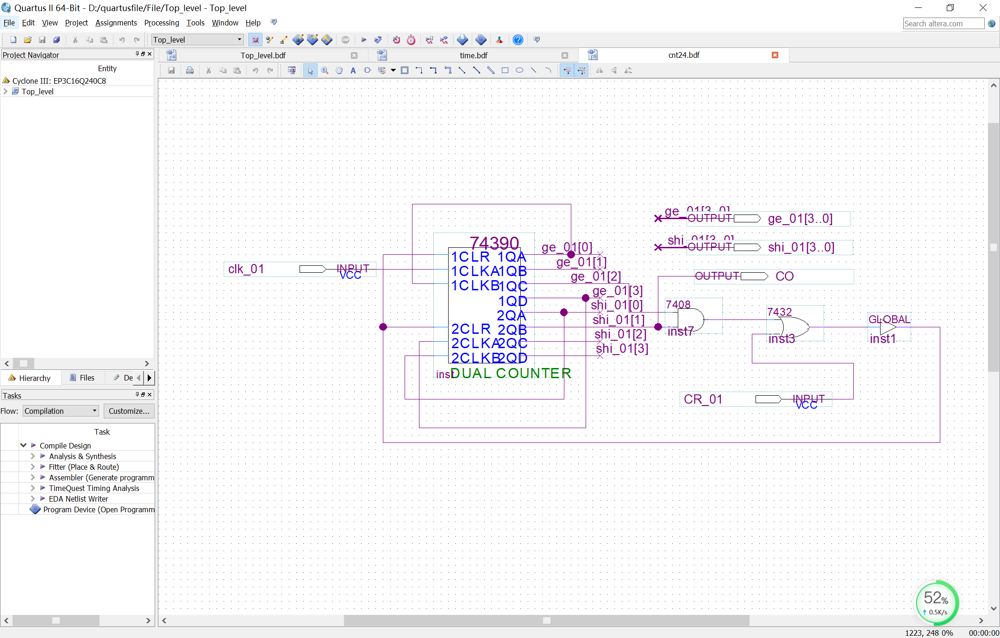 Quartus II 64-Bit - D:/quartusfile/File/Top_level - Top_level
File Edit View Project Assignments Processing Tools Window Help
Search altera.com
Top_level
STOP
Project Navigator
Top_level.bdf time.bdf cnt24.bdf
Entity
Cyclone III: EP3C16Q240C8
Top_level
Hierarchy Files De
Tasks
Flow: Compilation Customize...
Task
Compile Design
Analysis & Synthesis
Fitter (Place & Route)
Assembler (Generate programm
TimeQuest Timing Analysis
EDA Netlist Writer
Program Device (Open Programm
ge_01[3..0]
OUTPUT ge_01[3..0]
shi_01[3..0]
OUTPUT shi_01[3..0]
OUTPUT CO
74390
1CLR 1QA ge_01[0]
clk_01 INPUT
VCC
1CLKA 1QB ge_01[1]
1CLKB 1QC ge_01[2]
1QD ge_01[3]
2QA shi_01[0]
2CLR 2QB shi_01[1]
2CLKA 2QC shi_01[2]
2CLKB 2QD shi_01[3]
inst DUAL COUNTER
7408
inst7
7432
inst3
GLOBAL
inst1
CR_01 INPUT
VCC
52%
0.5K/s
1223, 248 0% 00:00:00